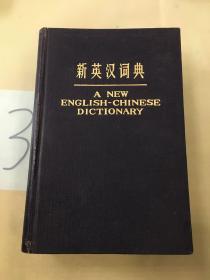 新英汉词典
A NEW
ENGLISH-CHINESE
DICTIONARY
3